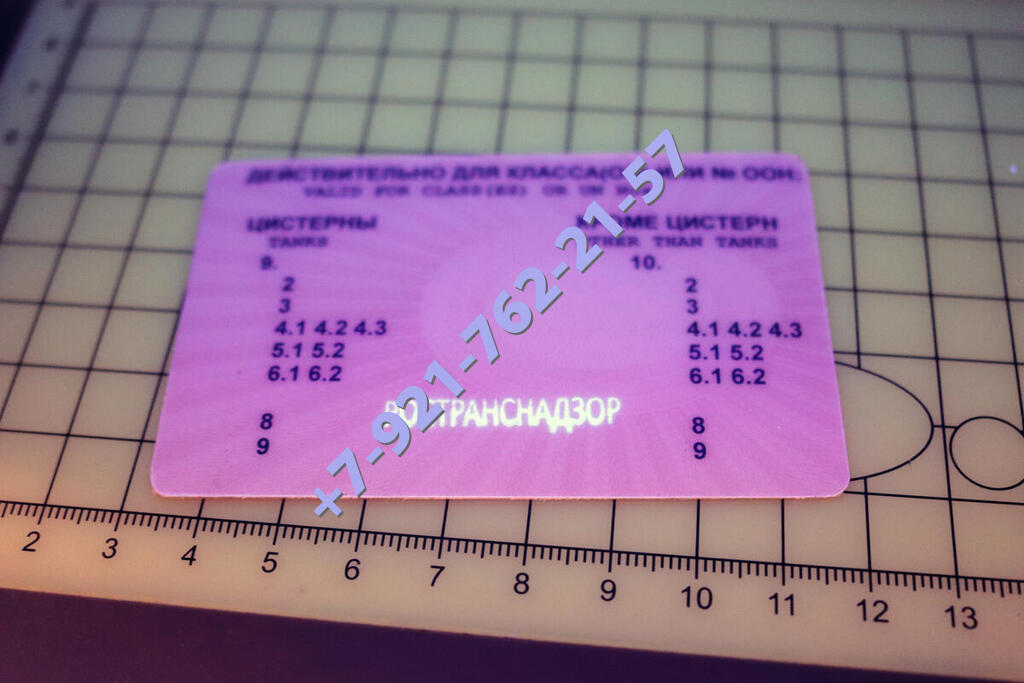 ДЕЙСТВИТЕЛЬНО ДЛЯ КЛАССА( № ООН:
VALID FOR CLASS(ES) OR UN
ЦИСТЕРНЫ КРОМЕ ЦИСТЕРН
TANKS OTHER THAN TANKS
9. 10.
2 2
3 3
4.1 4.2 4.3 4.1 4.2 4.3
5.1 5.2 5.1 5.2
6.1 6.2 6.1 6.2
8 8
9 9
РОСТРАНСНАДЗОР
+7-921-762-21-57
2 3 4 5 6 7 8 9 10 11 12 13